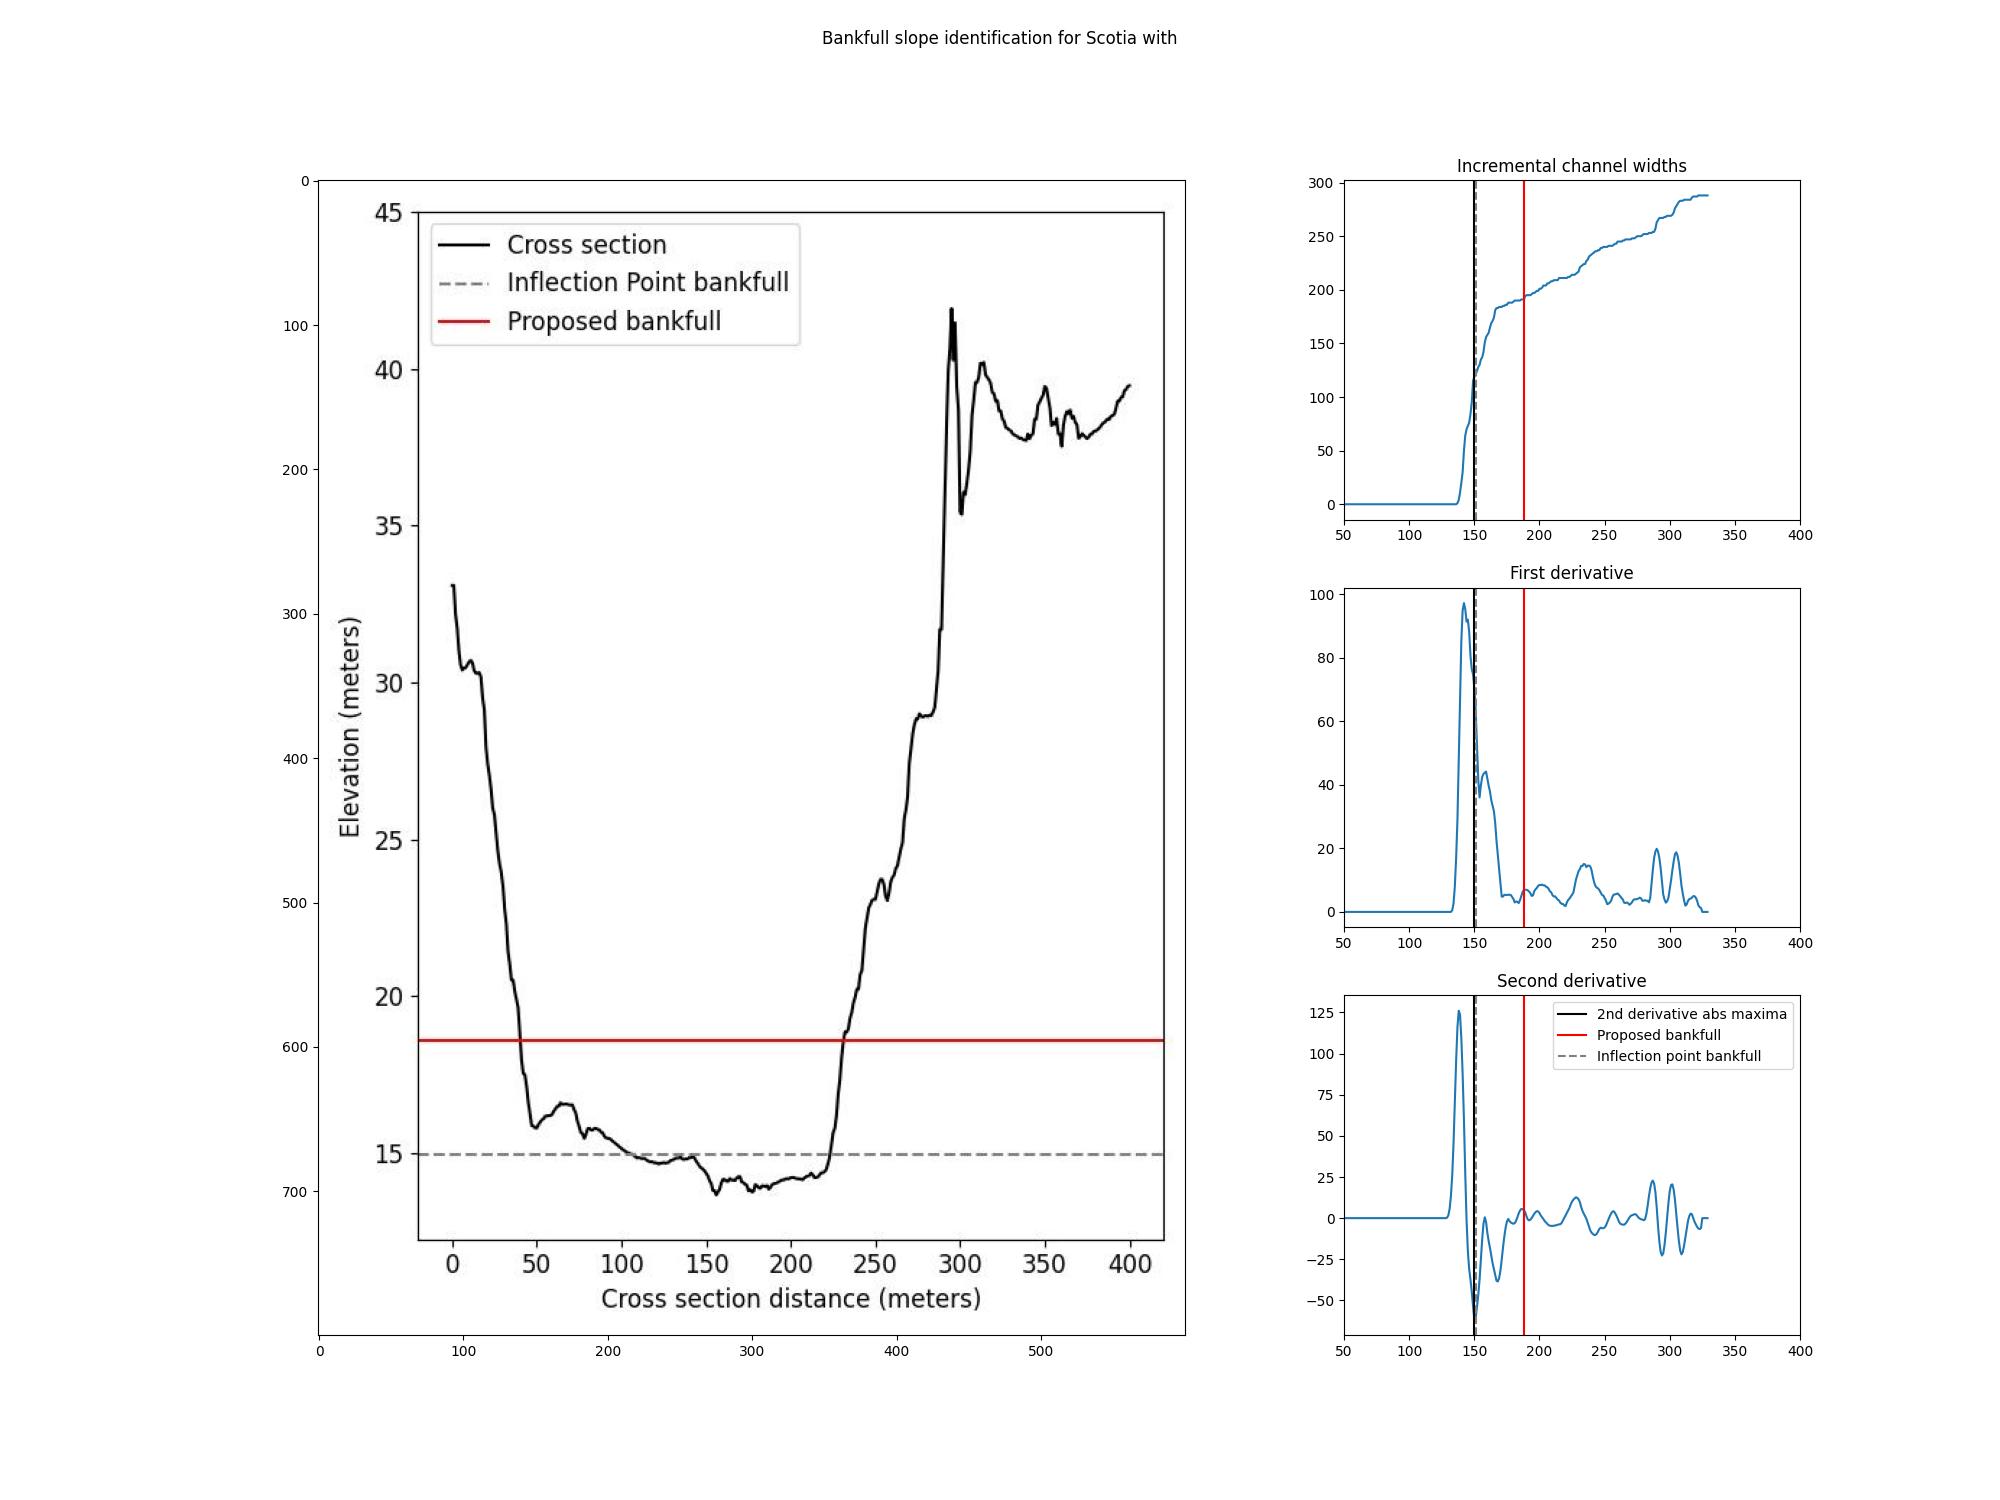 Bankfull slope identification for Scotia with
0
100
200
300
400
500
600
700
0 100 200 300 400 500
45
40
35
30
25
20
15
Elevation (meters)
Cross section
Inflection Point bankfull
Proposed bankfull
0 50 100 150 200 250 300 350 400
Cross section distance (meters)
Incremental channel widths
300
250
200
150
100
50
0
50 100 150 200 250 300 350 400
First derivative
100
80
60
40
20
0
50 100 150 200 250 300 350 400
Second derivative
125
100
75
50
25
0
−25
−50
2nd derivative abs maxima
Proposed bankfull
Inflection point bankfull
50 100 150 200 250 300 350 400